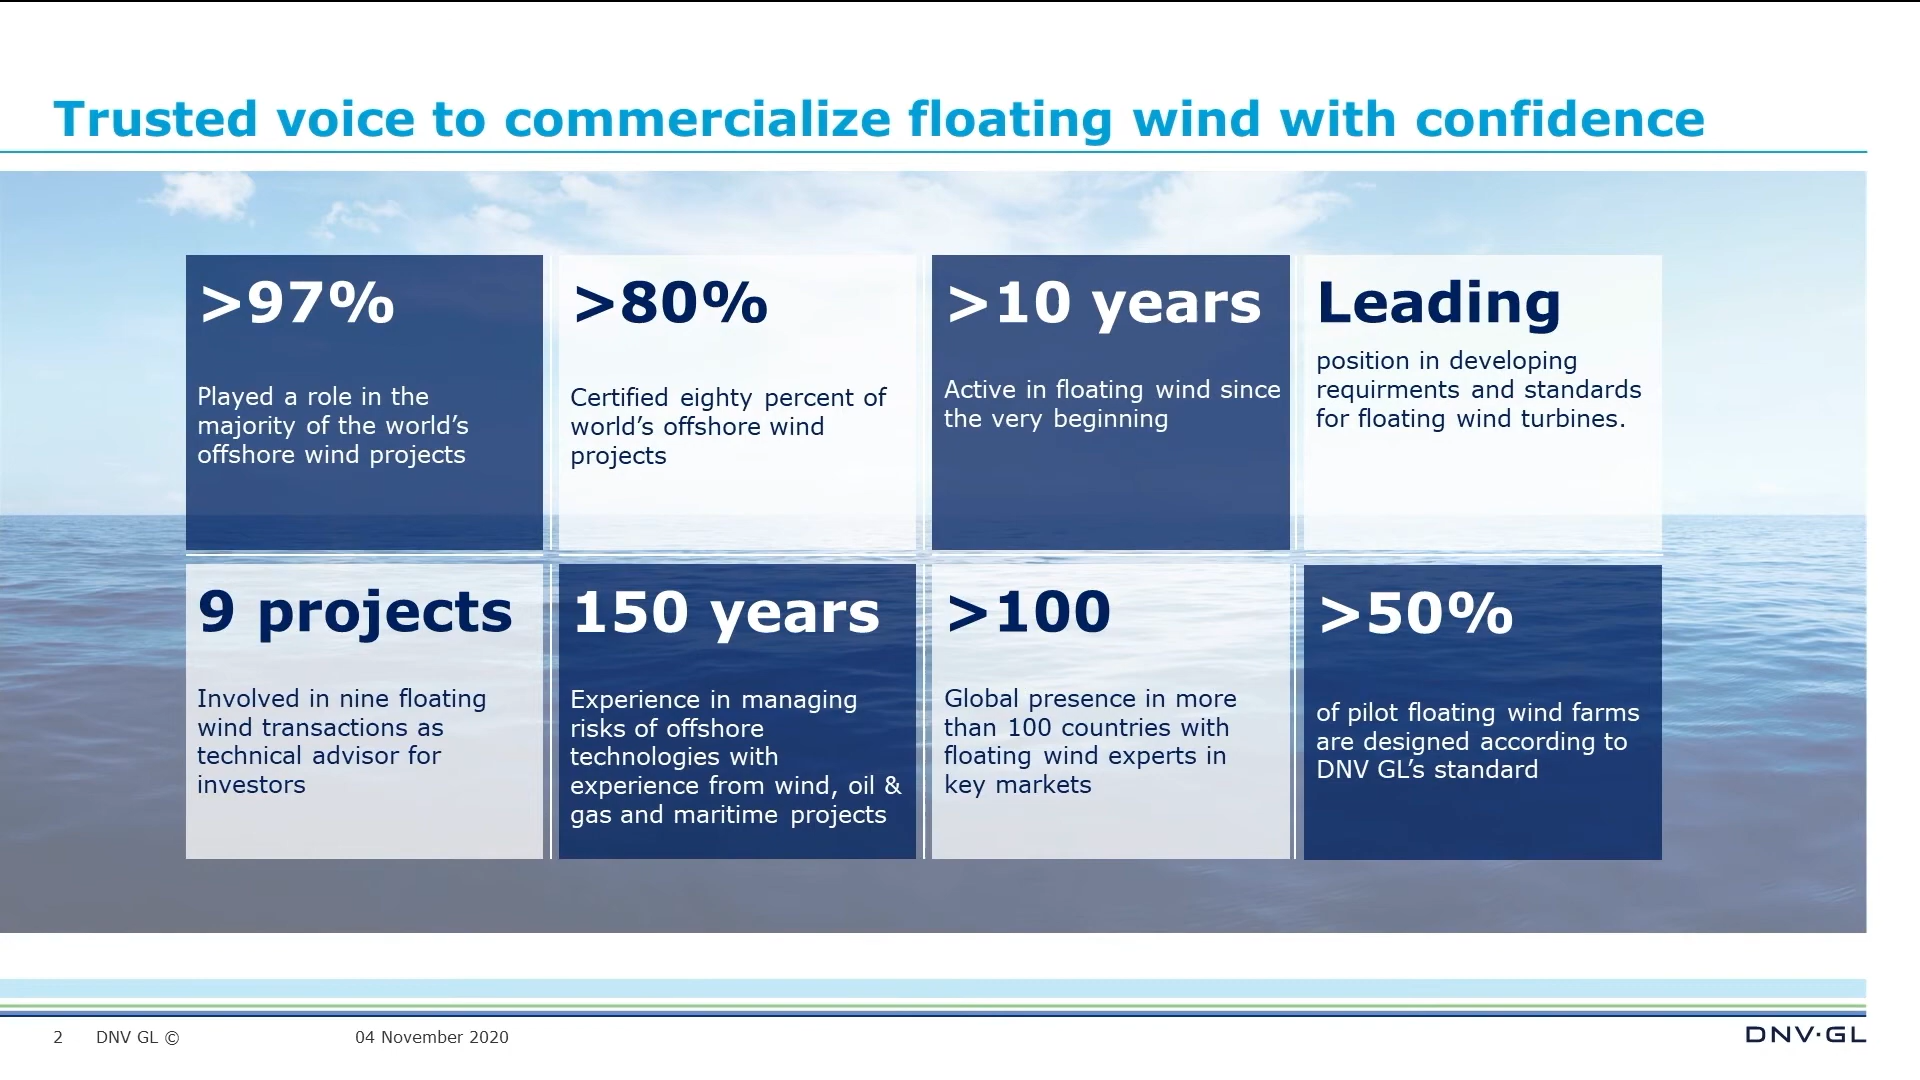 Trusted voice to commercialize floating wind with confidence
>97%
Played a role in the
majority of the world’s
offshore wind projects
>80%
Certified eighty percent of
world’s offshore wind
projects
>10 years
Active in floating wind since
the very beginning
Leading
position in developing
requirments and standards
for floating wind turbines.
9 projects
Involved in nine floating
wind transactions as
technical advisor for
investors
150 years
Experience in managing
risks of offshore
technologies with
experience from wind, oil &
gas and maritime projects
>100
Global presence in more
than 100 countries with
floating wind experts in
key markets
>50%
of pilot floating wind farms
are designed according to
DNV GL’s standard
2 DNV GL © 04 November 2020
DNV·GL